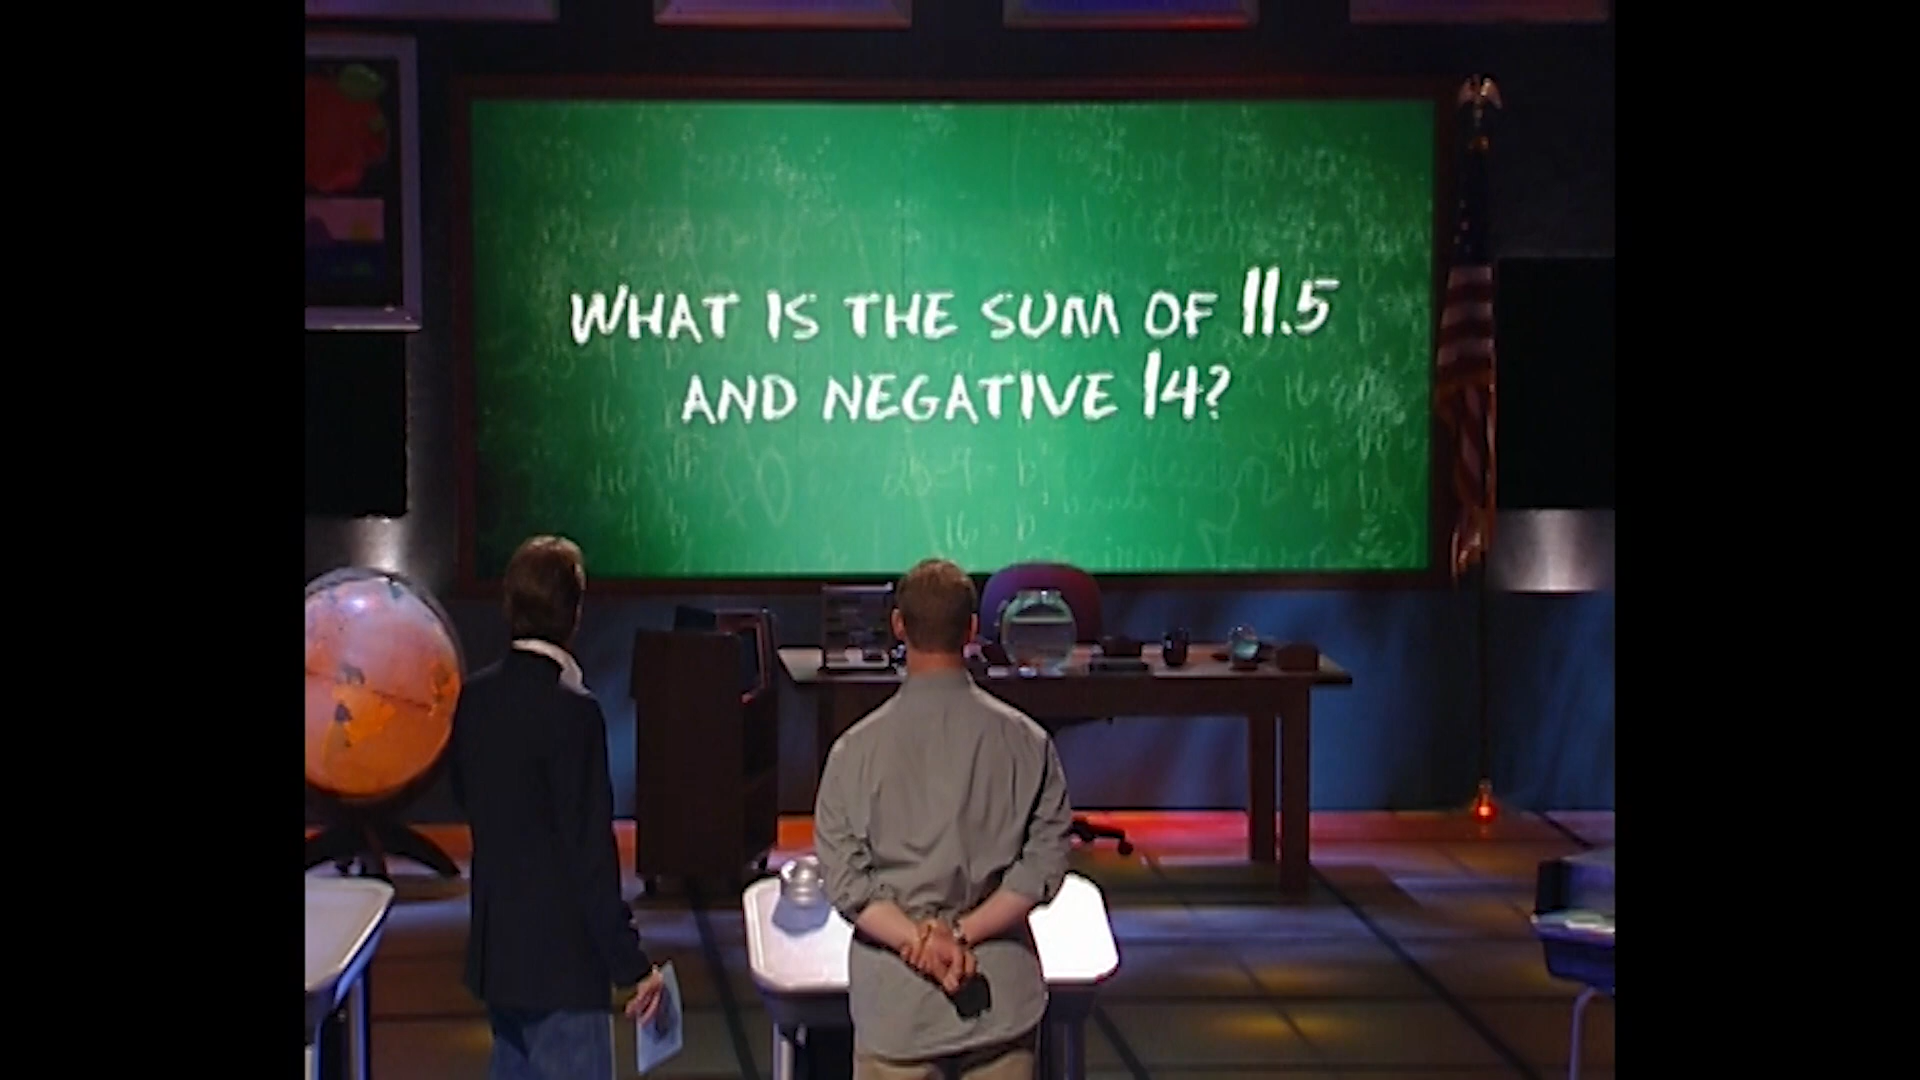 WHAT IS THE SUM OF 11.5
AND NEGATIVE 14?